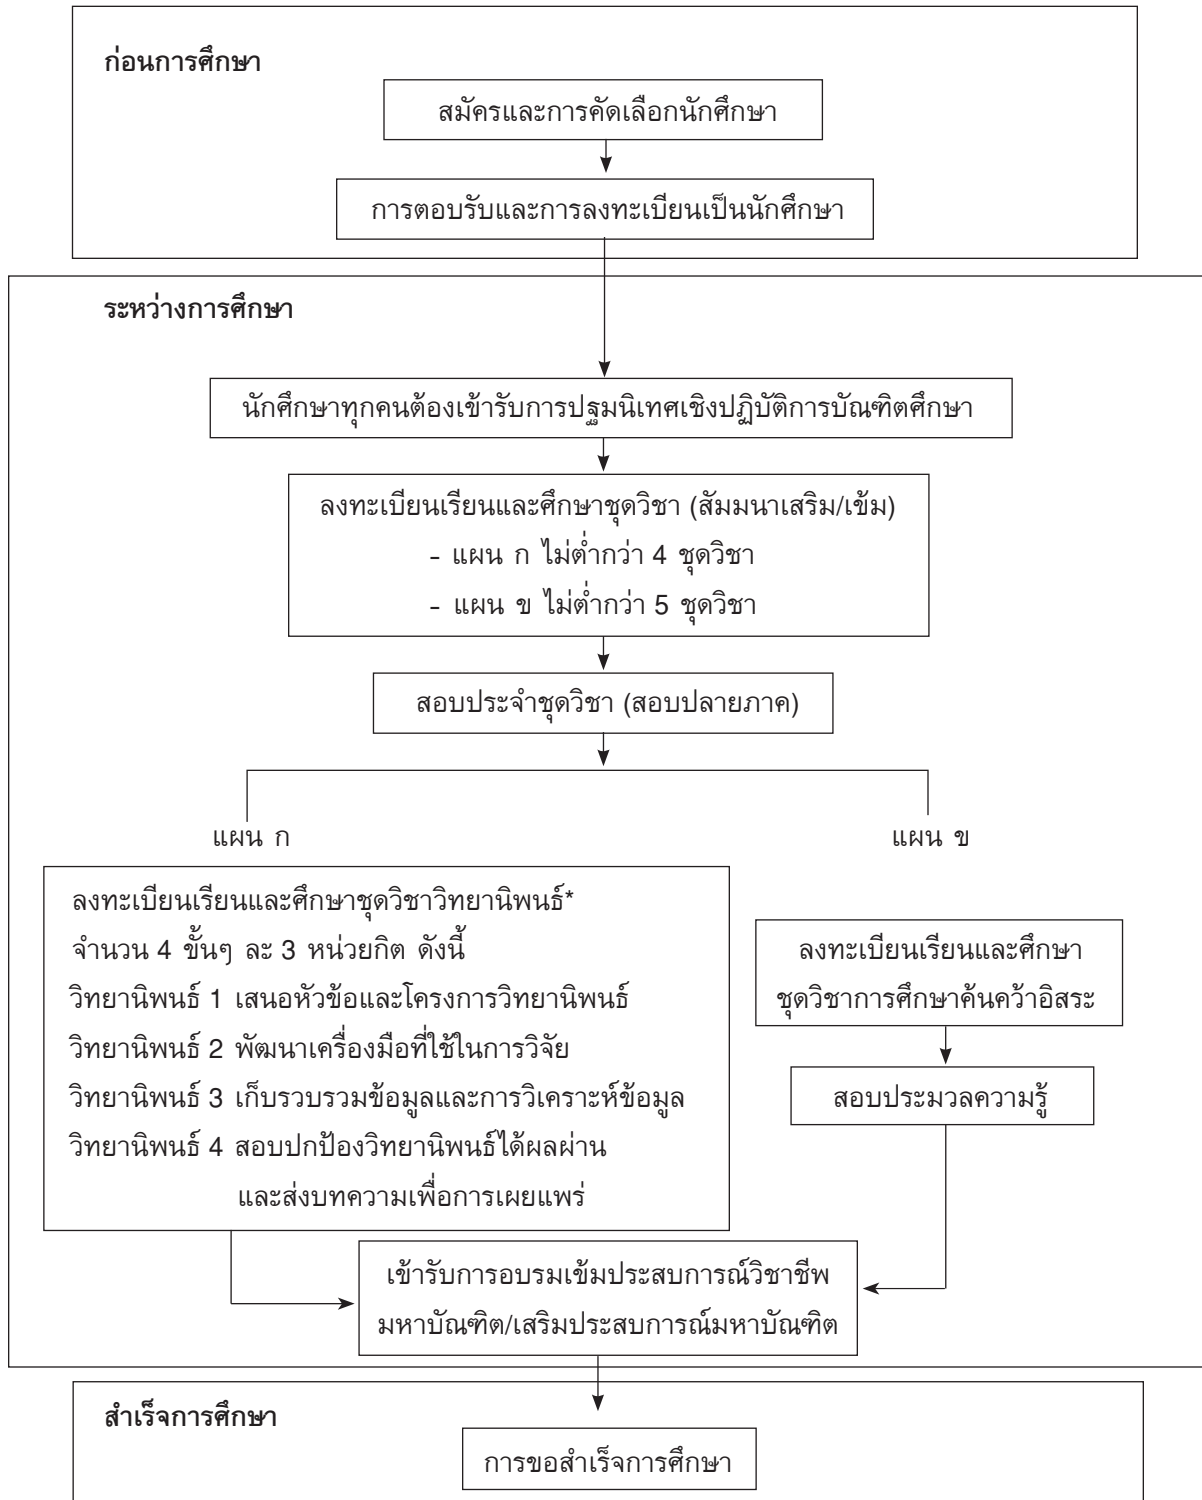 ก่อนการศึกษา
สมัครและการคัดเลือกนักศึกษา
การตอบรับและการลงทะเบียนเป็นนักศึกษา
ระหว่างการศึกษา
นักศึกษาทุกคนต้องเข้ารับการปฐมนิเทศเชิงปฏิบัติการบัณฑิตศึกษา
ลงทะเบียนเรียนและศึกษาชุดวิชา (สัมมนาเสริม/เข้ม)
- แผน ก ไม่ต่ำกว่า 4 ชุดวิชา
- แผน ข ไม่ต่ำกว่า 5 ชุดวิชา
สอบประจำชุดวิชา (สอบปลายภาค)
แผน ก
ลงทะเบียนเรียนและศึกษาชุดวิชาวิทยานิพนธ์*
จำนวน 4 ขั้นๆ ละ 3 หน่วยกิต ดังนี้
วิทยานิพนธ์ 1 เสนอหัวข้อและโครงการวิทยานิพนธ์
วิทยานิพนธ์ 2 พัฒนาเครื่องมือที่ใช้ในการวิจัย
วิทยานิพนธ์ 3 เก็บรวบรวมข้อมูลและการวิเคราะห์ข้อมูล
วิทยานิพนธ์ 4 สอบปกป้องวิทยานิพนธ์ได้ผลผ่าน
และส่งบทความเพื่อการเผยแพร่
แผน ข
ลงทะเบียนเรียนและศึกษา
ชุดวิชาการศึกษาค้นคว้าอิสระ
สอบประมวลความรู้
เข้ารับการอบรมเข้มประสบการณ์วิชาชีพ
มหาบัณฑิต/เสริมประสบการณ์มหาบัณฑิต
สำเร็จการศึกษา
การขอสำเร็จการศึกษา